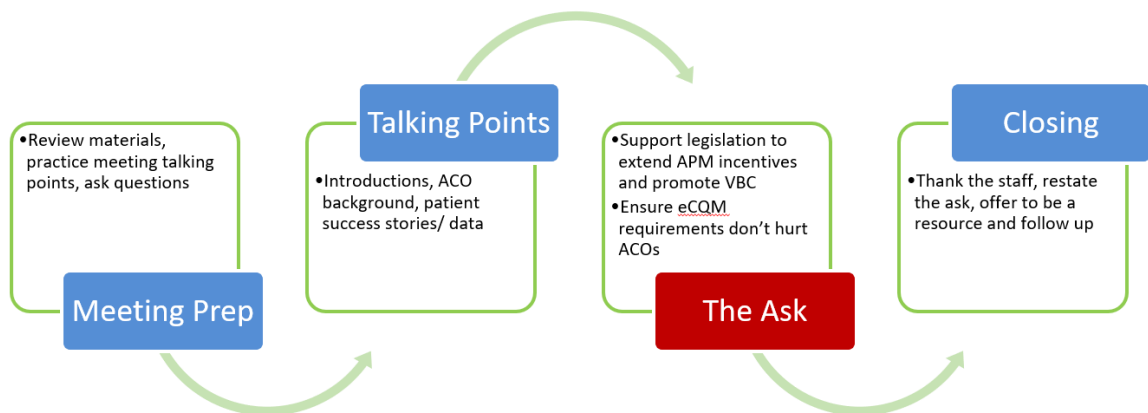 •Review materials,
practice meeting talking
points, ask questions
Meeting Prep
Talking Points
•Introductions, ACO
background, patient
success stories/ data
•Support legislation to
extend APM incentives
and promote VBC
•Ensure eCQM
requirements don’t hurt
ACOs
The Ask
Closing
•Thank the staff, restate
the ask, offer to be a
resource and follow up